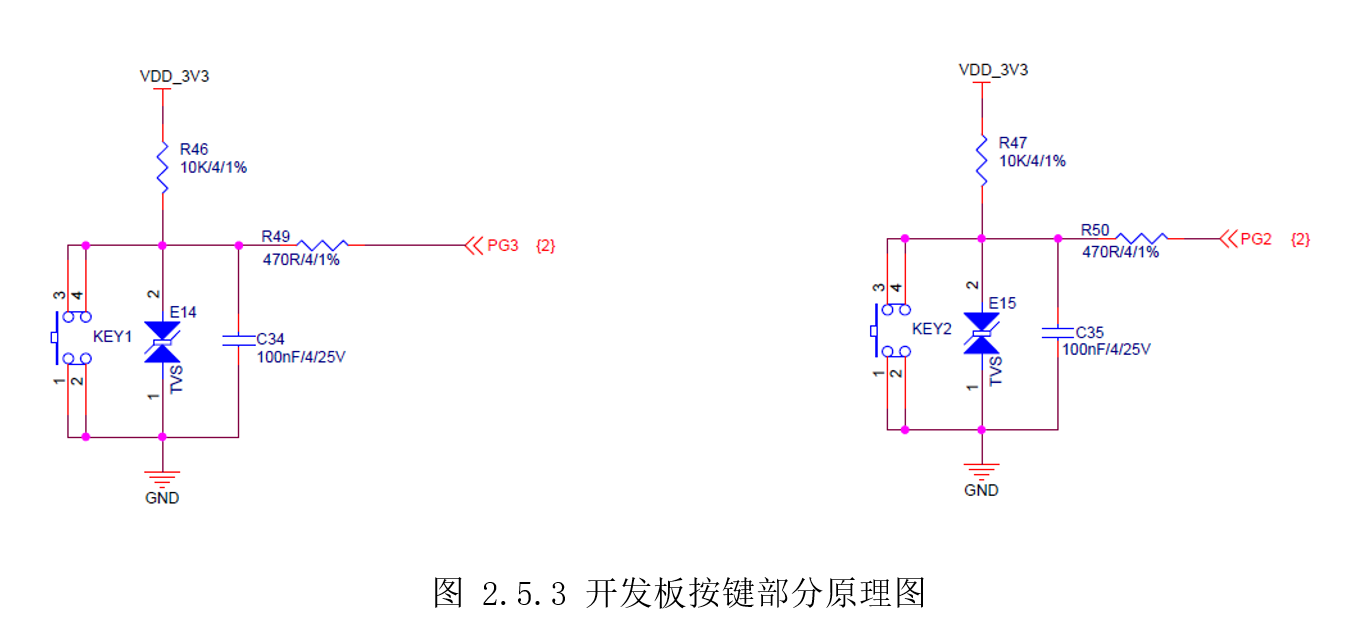 VDD_3V3
R46
10K/4/1%
R49
470R/4/1%
PG3 {2}
3
4
2
E14
KEY1
C34
100nF/4/25V
TVS
1
2
1
GND
VDD_3V3
R47
10K/4/1%
R50
470R/4/1%
PG2 {2}
3
4
2
E15
KEY2
C35
100nF/4/25V
TVS
1
2
1
GND
图 2.5.3 开发板按键部分原理图